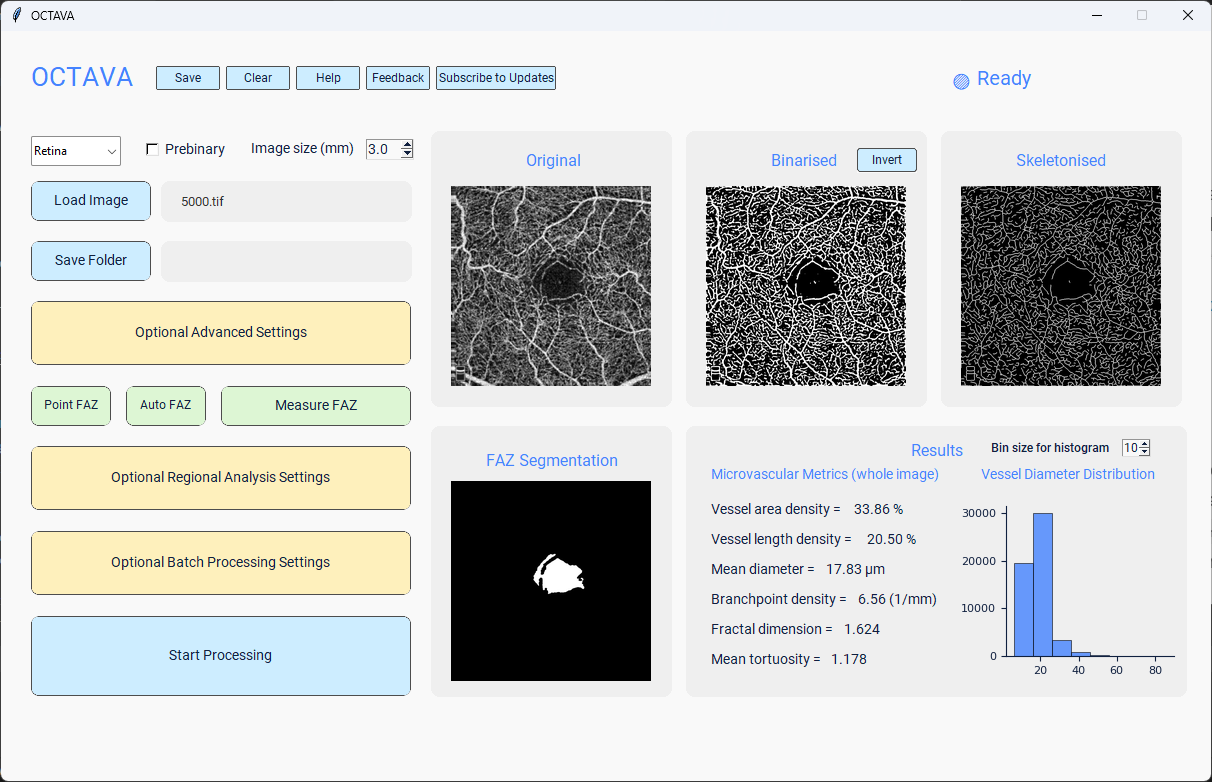 OCTAVA
OCTAVA
Save
Clear
Help
Feedback
Subscribe to Updates
Ready
Retina
Prebinary
Image size (mm)
3.0
Load Image
5000.tif
Save Folder
Optional Advanced Settings
Point FAZ
Auto FAZ
Measure FAZ
Optional Regional Analysis Settings
Optional Batch Processing Settings
Start Processing
Original
Binarised
Invert
Skeletonised
FAZ Segmentation
Results
Bin size for histogram
10
Microvascular Metrics (whole image)
Vessel area density = 33.86 %
Vessel length density = 20.50 %
Mean diameter = 17.83 µm
Branchpoint density = 6.56 (1/mm)
Fractal dimension = 1.624
Mean tortuosity = 1.178
Vessel Diameter Distribution
30000
20000
10000
0
20 40 60 80